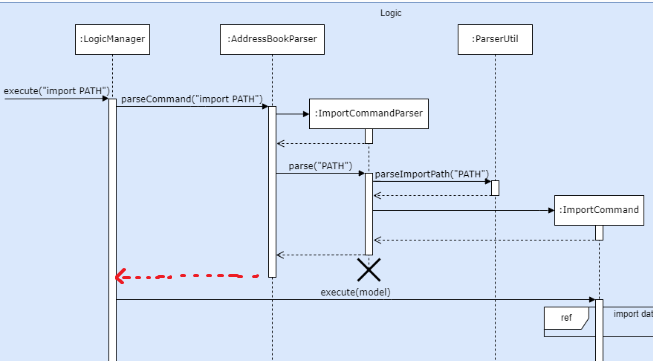 Logic
:LogicManager
:AddressBookParser
:ParserUtil
execute("import PATH")
parseCommand("import PATH")
:ImportCommandParser
parse("PATH")
parseImportPath("PATH")
:ImportCommand
execute(model)
ref
import dat